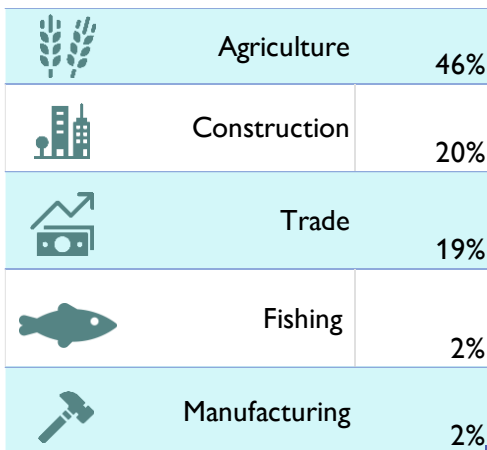 Agriculture
46%
Construction
20%
Trade
19%
Fishing
2%
Manufacturing
2%